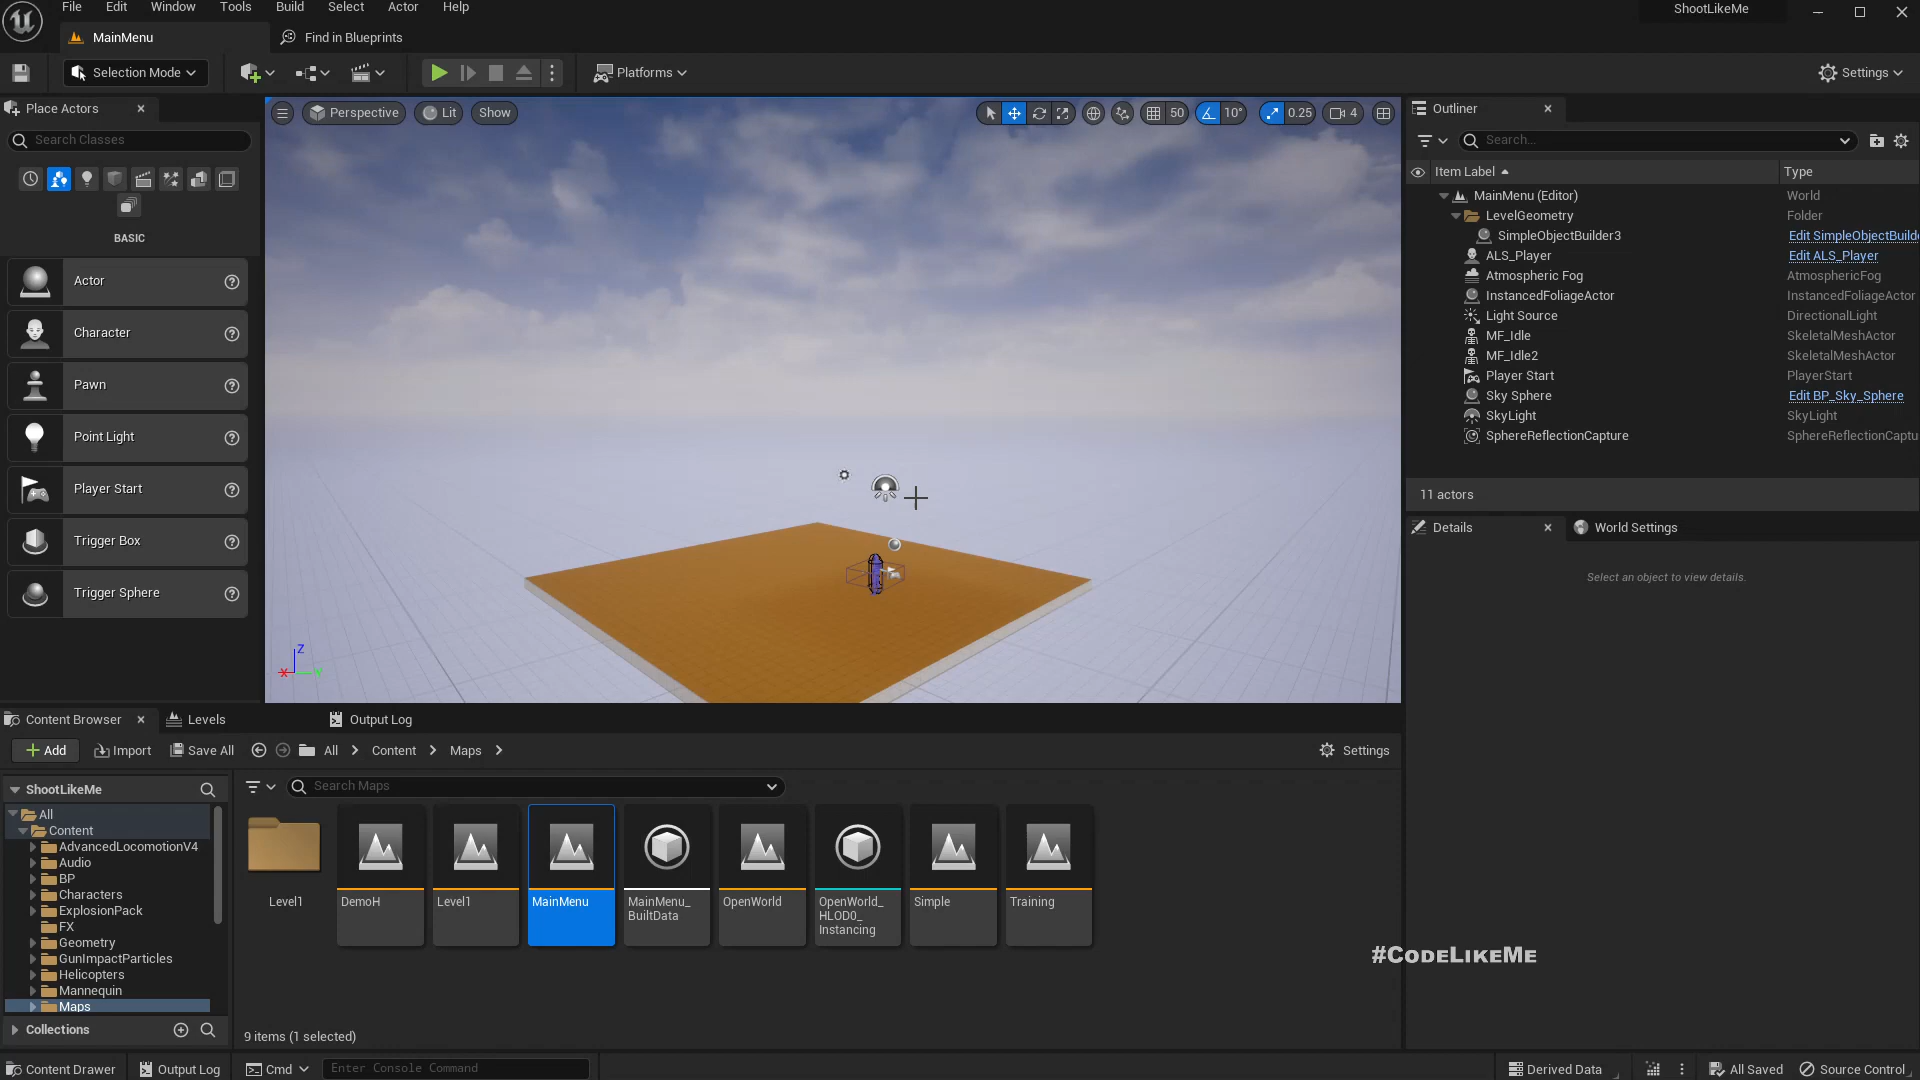 File Edit Window Tools Build Select Actor Help
ShootLikeMe
MainMenu
Find in Blueprints
Selection Mode
Platforms
Settings
Place Actors
Search Classes
BASIC
Actor
Character
Pawn
Point Light
Player Start
Trigger Box
Trigger Sphere
Perspective Lit Show
50 10° 0.25 4
Z
X
Y
Outliner
Search...
Item Label Type
MainMenu (Editor) World
LevelGeometry Folder
SimpleObjectBuilder3 Edit SimpleObjectBuilde
ALS_Player Edit ALS_Player
Atmospheric Fog AtmosphericFog
InstancedFoliageActor InstancedFoliageActor
Light Source DirectionalLight
MF_Idle SkeletalMeshActor
MF_Idle2 SkeletalMeshActor
Player Start PlayerStart
Sky Sphere Edit BP_Sky_Sphere
SkyLight SkyLight
SphereReflectionCapture SphereReflectionCaptu
11 actors
Details World Settings
Select an object to view details.
Content Browser Levels Output Log
Add Import Save All All Content Maps Settings
ShootLikeMe
Search Maps
All
Content
AdvancedLocomotionV4
Audio
BP
Characters
ExplosionPack
FX
Geometry
GunImpactParticles
Helicopters
Mannequin
Maps
Collections
Level1
DemoH
Level1
MainMenu
MainMenu_
BuiltData
OpenWorld
OpenWorld_
HLOD0_
Instancing
Simple
Training
#CodeLikeMe
9 items (1 selected)
Content Drawer Output Log Cmd Enter Console Command Derived Data All Saved Source Control